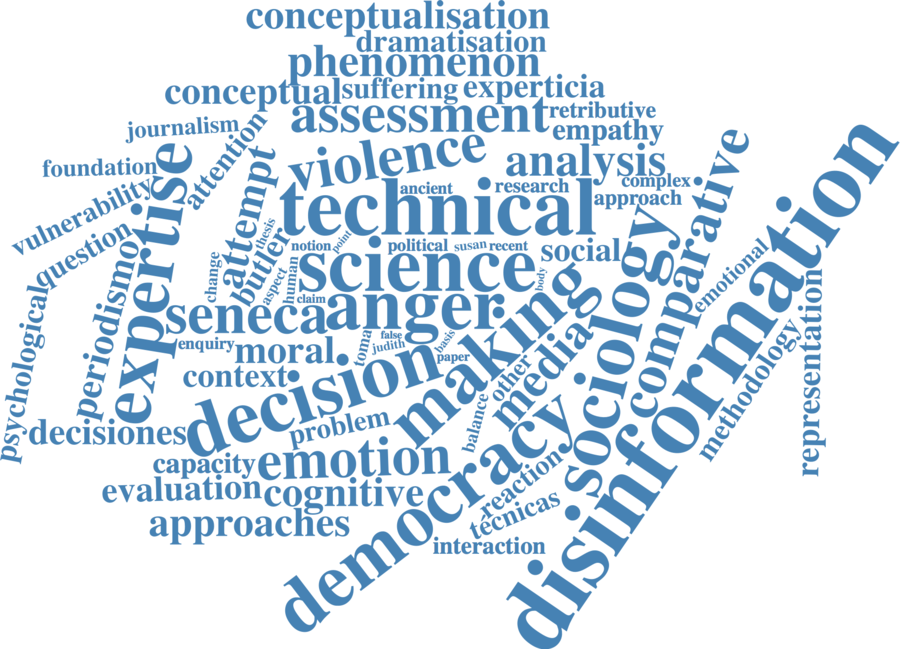 conceptualisation
dramatisation
phenomenon
conceptual
suffering
experticia
assessment
retributive
empathy
journalism
attention
foundation
expertise
vulnerability
question
violence
analysis
ancient
research
complex
approach
technical
attempt
butler
thesis
notion
point
political
susan
recent
social
comparative
sociology
disinformation
emotional
change
aspect
human
claim
science
body
seneca
anger
periodismo
psychological
enquiry
moral
toma
false
judith
basis
paper
making
media
other
context
decision
problem
balance
methodology
representation
decisiones
capacity
emotion
democracy
reaction
evaluation
cognitive
técnicas
approaches
interaction